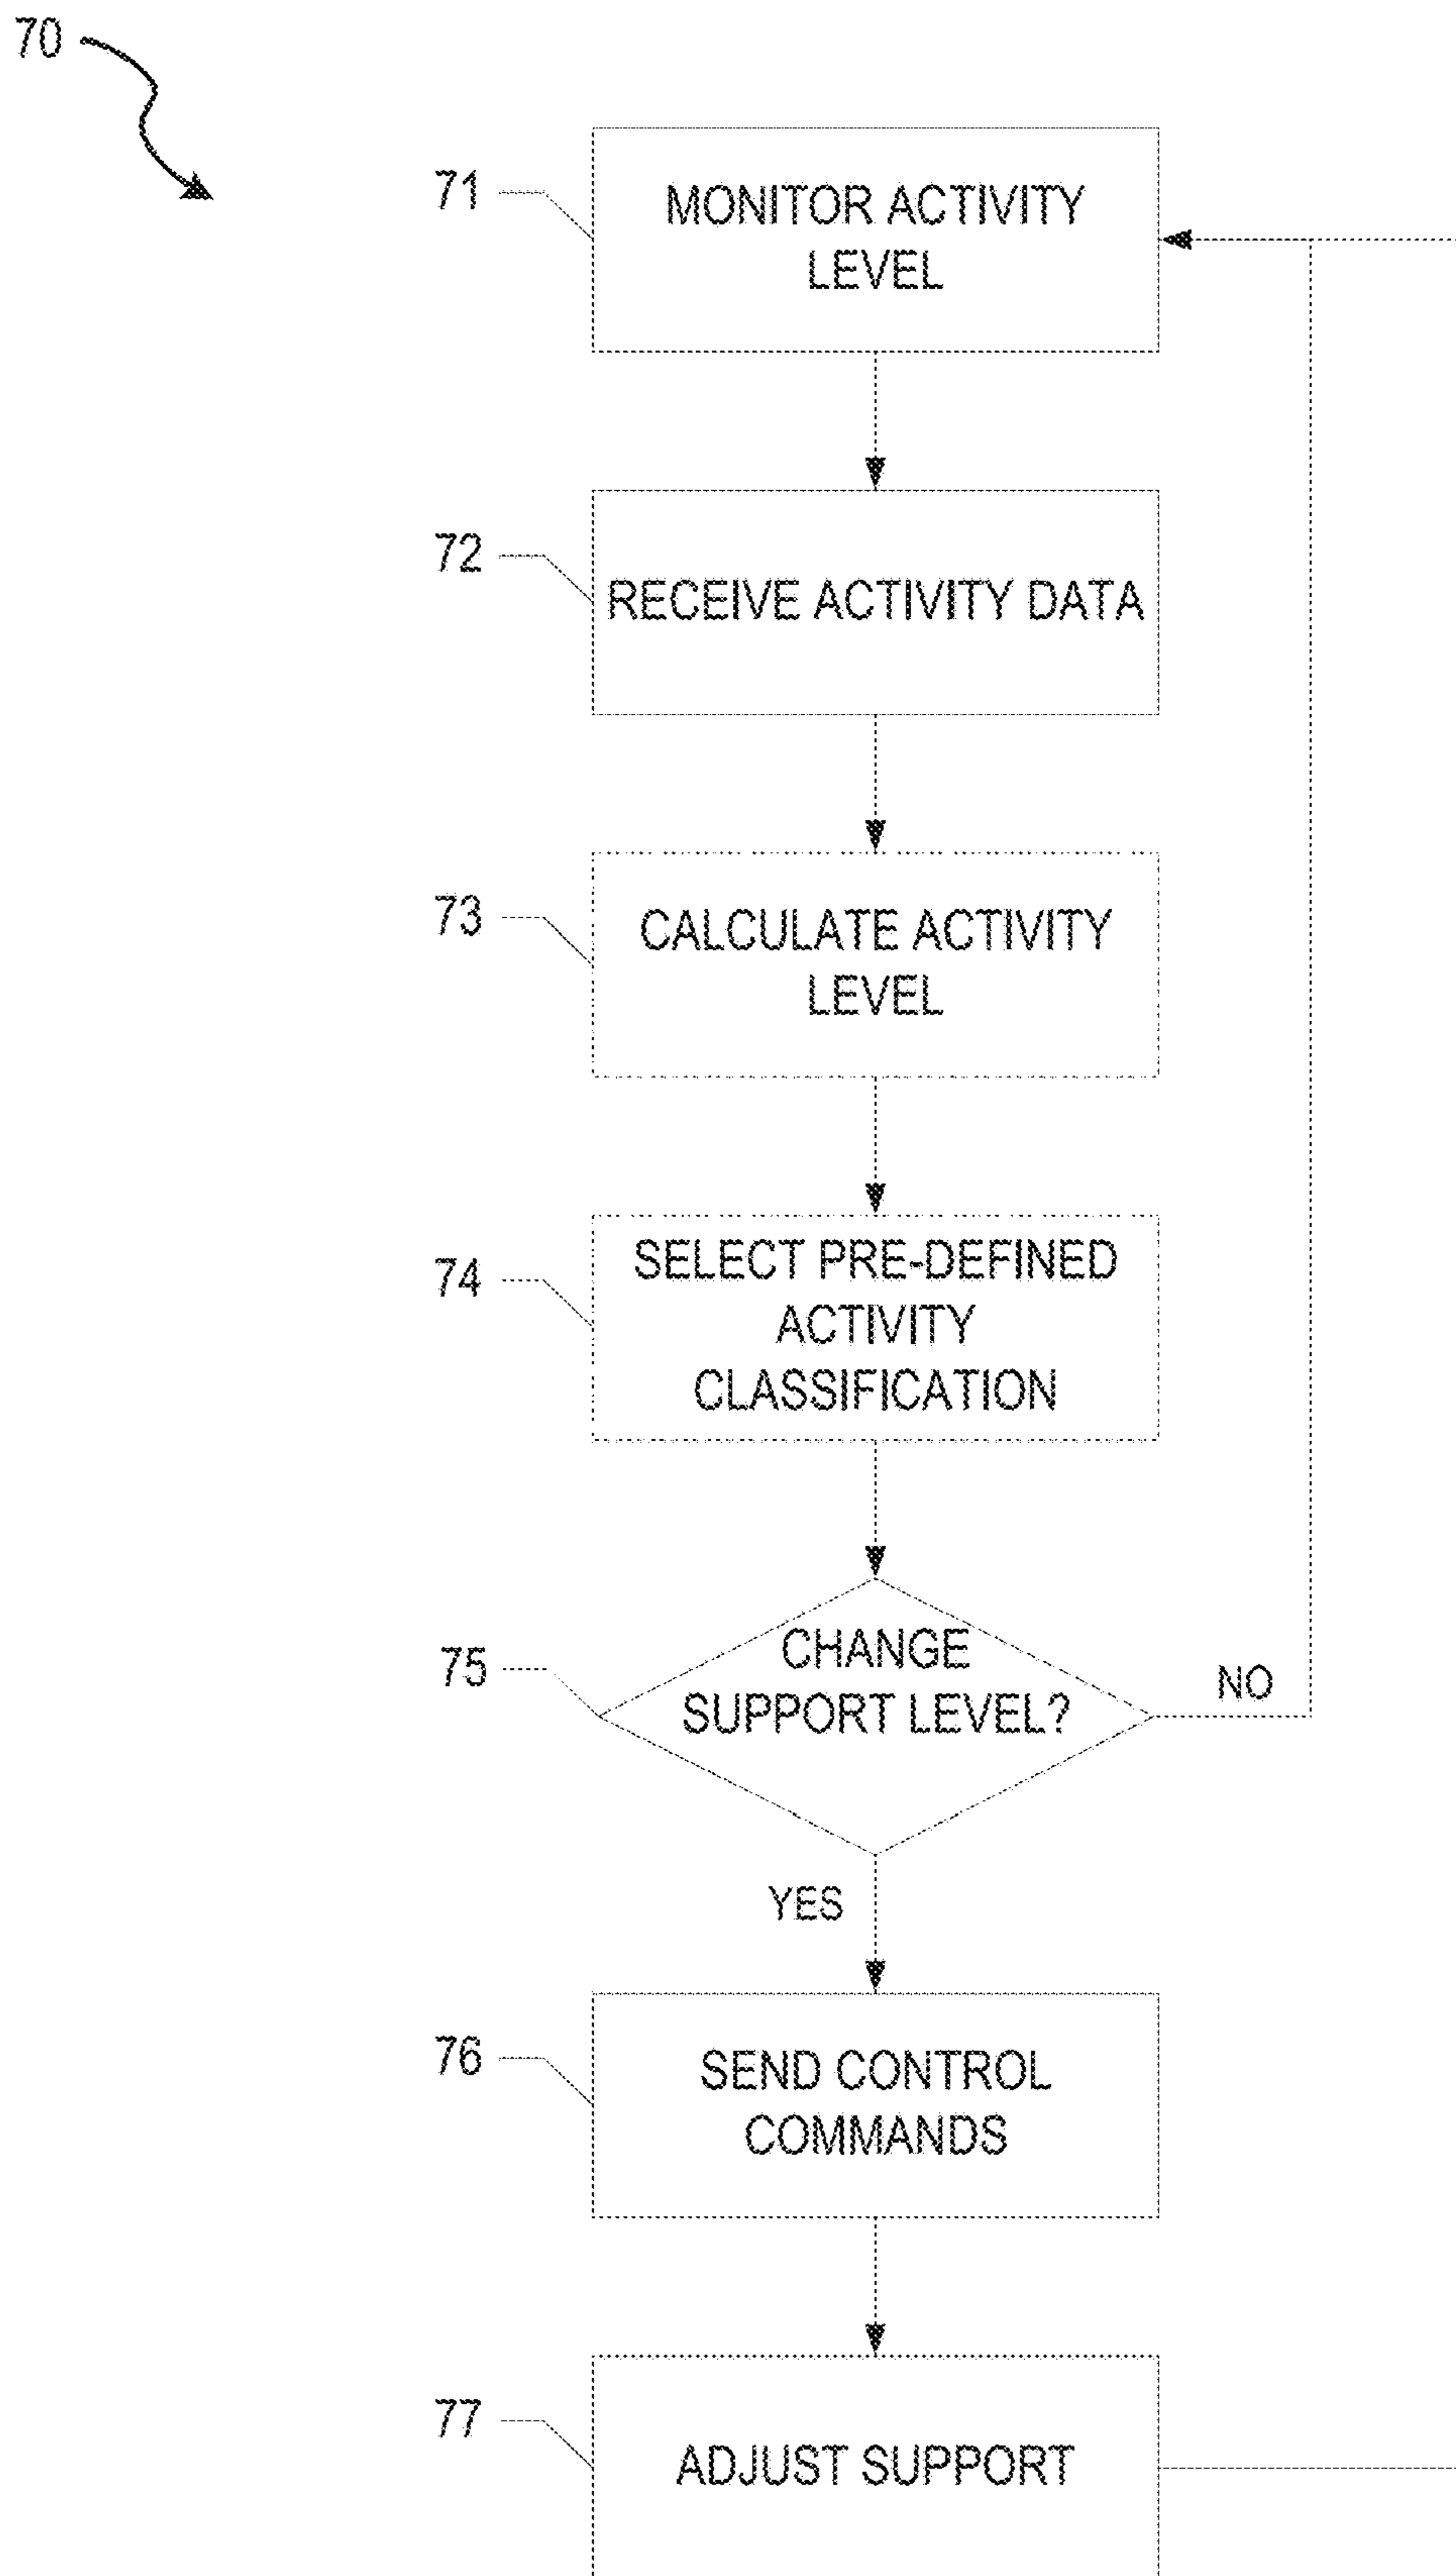 70
71
MONITOR ACTIVITY
LEVEL
72
RECEIVE ACTIVITY DATA
73
CALCULATE ACTIVITY
LEVEL
74
SELECT PRE-DEFINED
ACTIVITY
CLASSIFICATION
75
CHANGE
SUPPORT LEVEL?
NO
YES
76
SEND CONTROL
COMMANDS
77
ADJUST SUPPORT